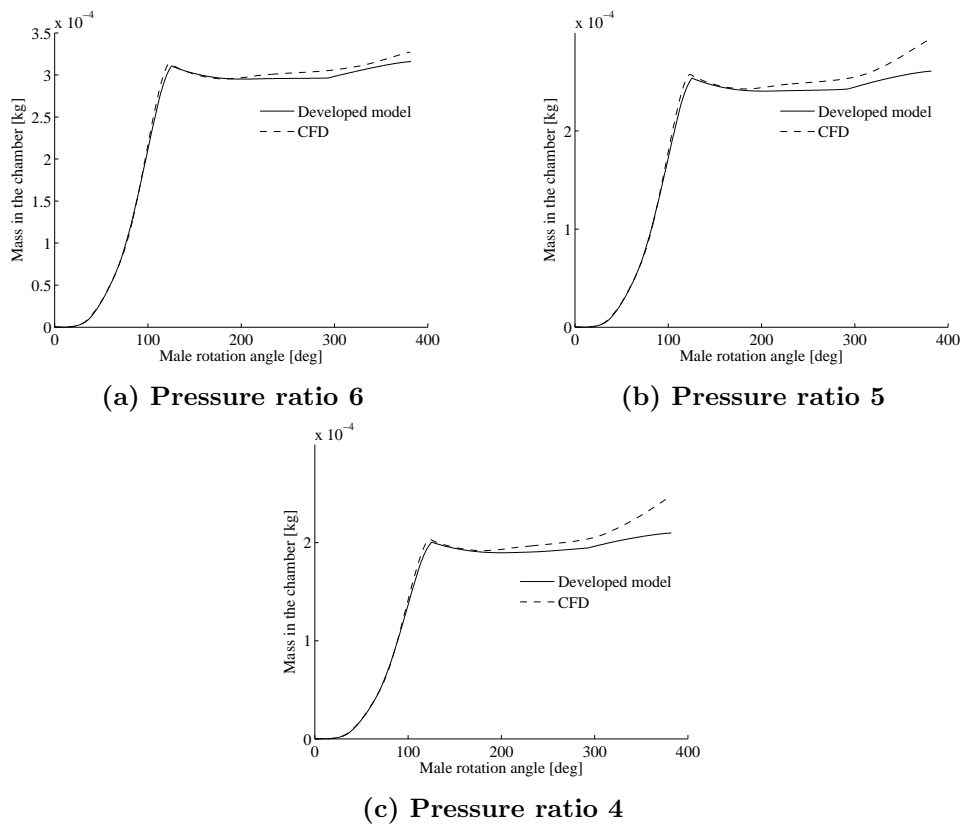 x 10⁻⁴
3.5
3
2.5
2
1.5
1
0.5
0
0 100 200 300 400
Mass in the chamber [kg]
Male rotation angle [deg]
Developed model
CFD
(a) Pressure ratio 6
x 10⁻⁴
2
1
0
0 100 200 300 400
Mass in the chamber [kg]
Male rotation angle [deg]
Developed model
CFD
(b) Pressure ratio 5
x 10⁻⁴
2
1
0
0 100 200 300 400
Mass in the chamber [kg]
Male rotation angle [deg]
Developed model
CFD
(c) Pressure ratio 4